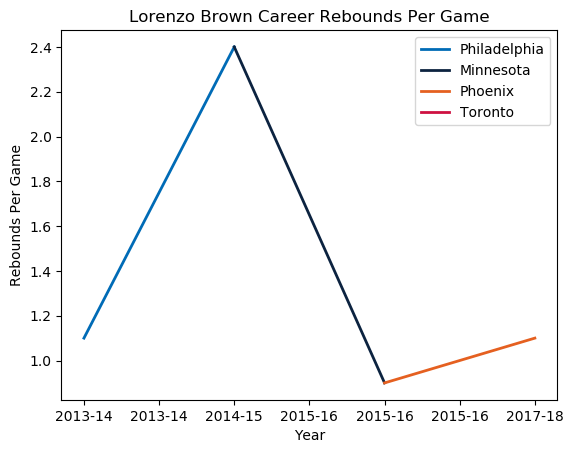 Lorenzo Brown Career Rebounds Per Game
Philadelphia
Minnesota
Phoenix
Toronto
2.4
2.2
2.0
1.8
1.6
1.4
1.2
1.0
Rebounds Per Game
2013-14 2013-14 2014-15 2015-16 2015-16 2015-16 2017-18
Year